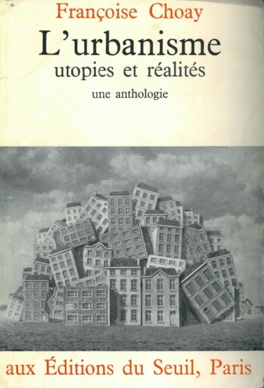 Françoise Choay
L'urbanisme
utopies et réalités
une anthologie
aux Éditions du Seuil, Paris